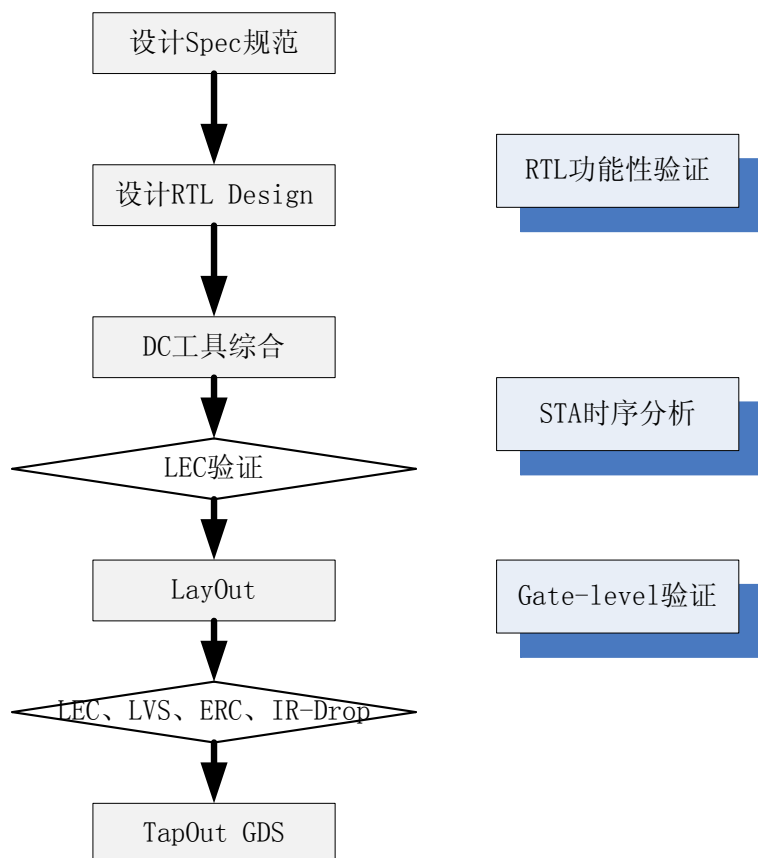 设计Spec规范
RTL功能性验证
设计RTL Design
DC工具综合
STA时序分析
LEC验证
LayOut
Gate-level验证
LEC、LVS、ERC、IR-Drop
TapOut GDS